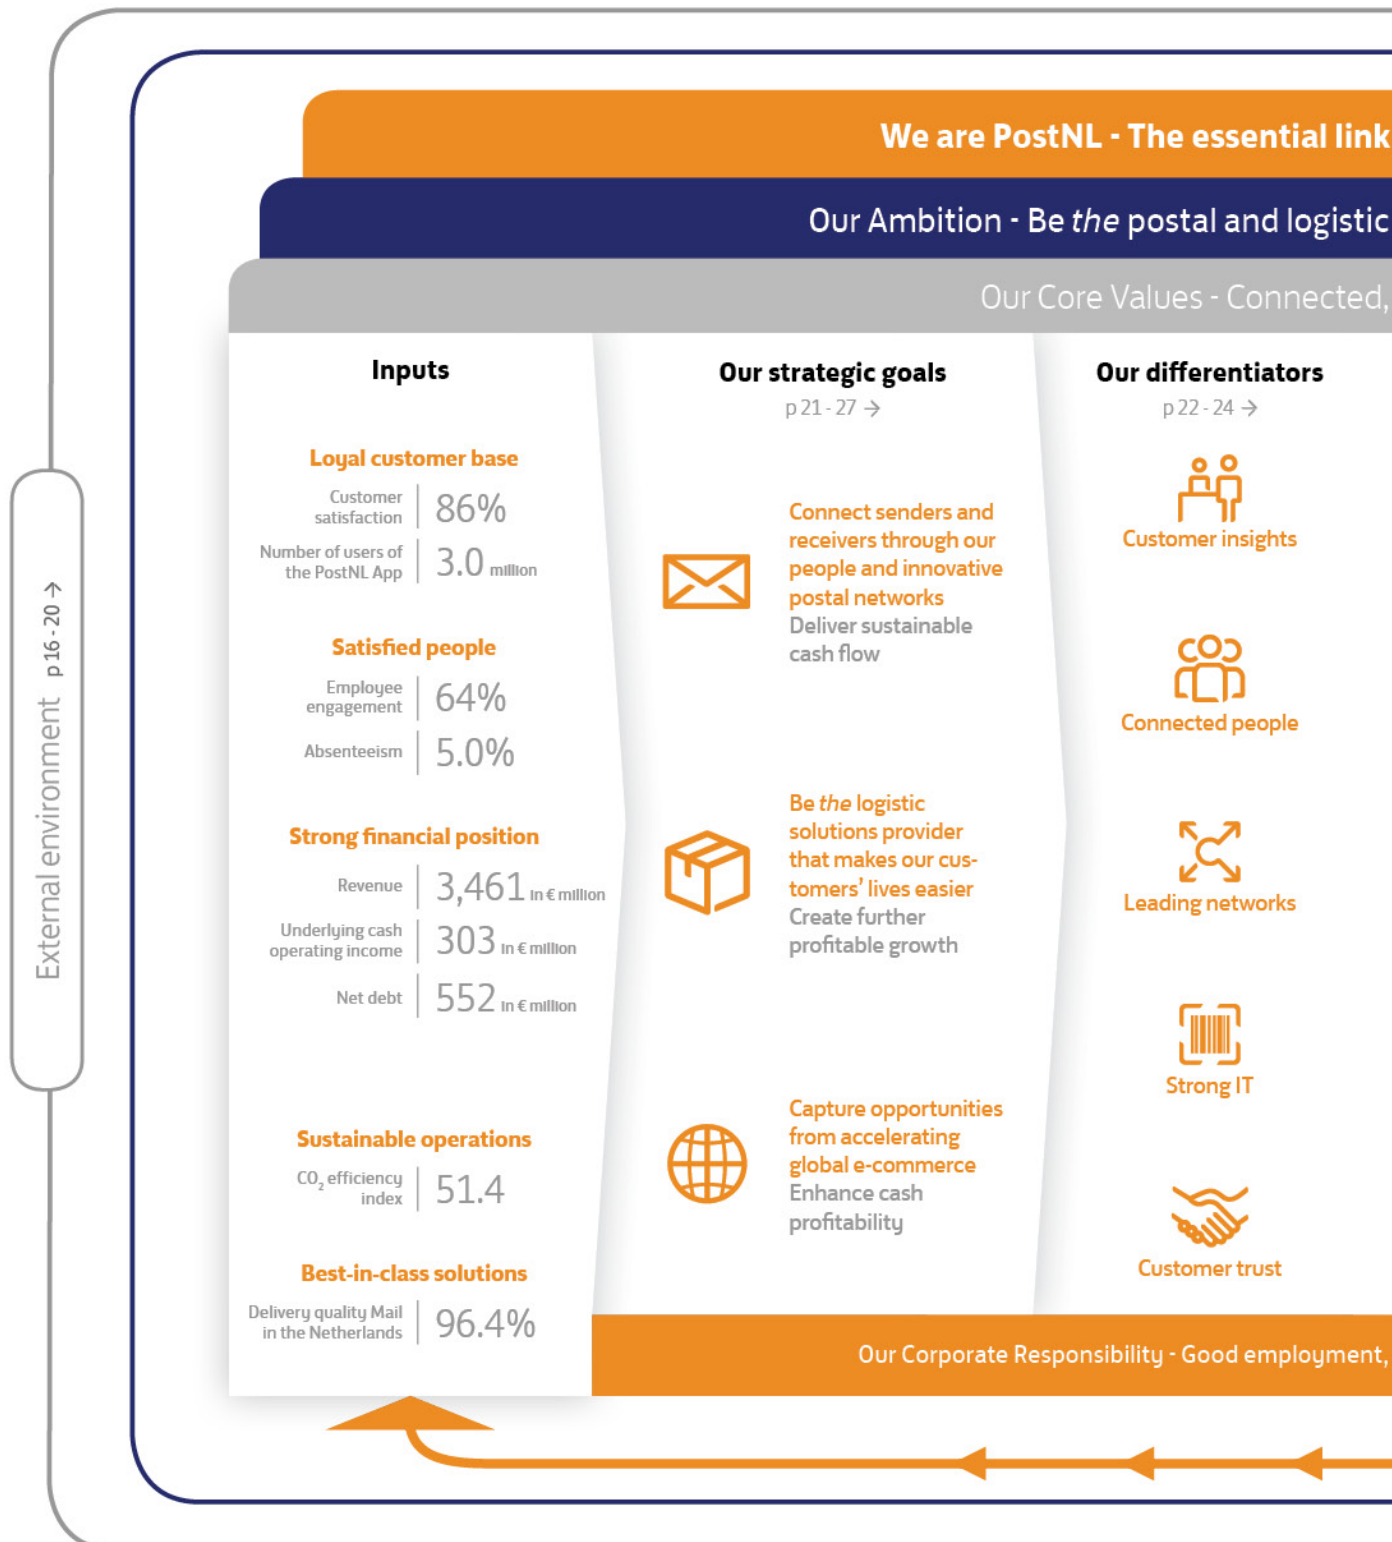 We are PostNL - The essential link
Our Ambition - Be the postal and logistic
Our Core Values - Connected,
External environment p 16 - 20 →
Inputs
Loyal customer base
Customer
satisfaction
86%
Number of users of
the PostNL App
3.0 million
Satisfied people
Employee
engagement
64%
Absenteeism
5.0%
Strong financial position
Revenue
3,461 in € million
Underlying cash
operating income
303 in € million
Net debt
552 in € million
Sustainable operations
CO₂ efficiency
index
51.4
Best-in-class solutions
Delivery quality Mail
in the Netherlands
96.4%
Our strategic goals
p 21 - 27 →
Connect senders and
receivers through our
people and innovative
postal networks
Deliver sustainable
cash flow
Be the logistic
solutions provider
that makes our cus-
tomers’ lives easier
Create further
profitable growth
Capture opportunities
from accelerating
global e-commerce
Enhance cash
profitability
Our differentiators
p 22 - 24 →
Customer insights
Connected people
Leading networks
Strong IT
Customer trust
Our Corporate Responsibility - Good employment,